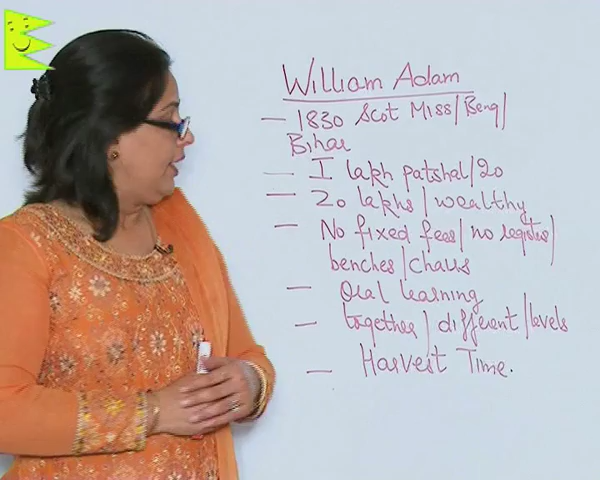 William Adam
— 1830 Scot Miss/Beng/
Bihar
— I lakh patshal/20
— 20 lakhs/wealthy
— No fixed fees/no registers/
benches/chairs
— Oral learning
— together/different/levels
— Harvest Time.